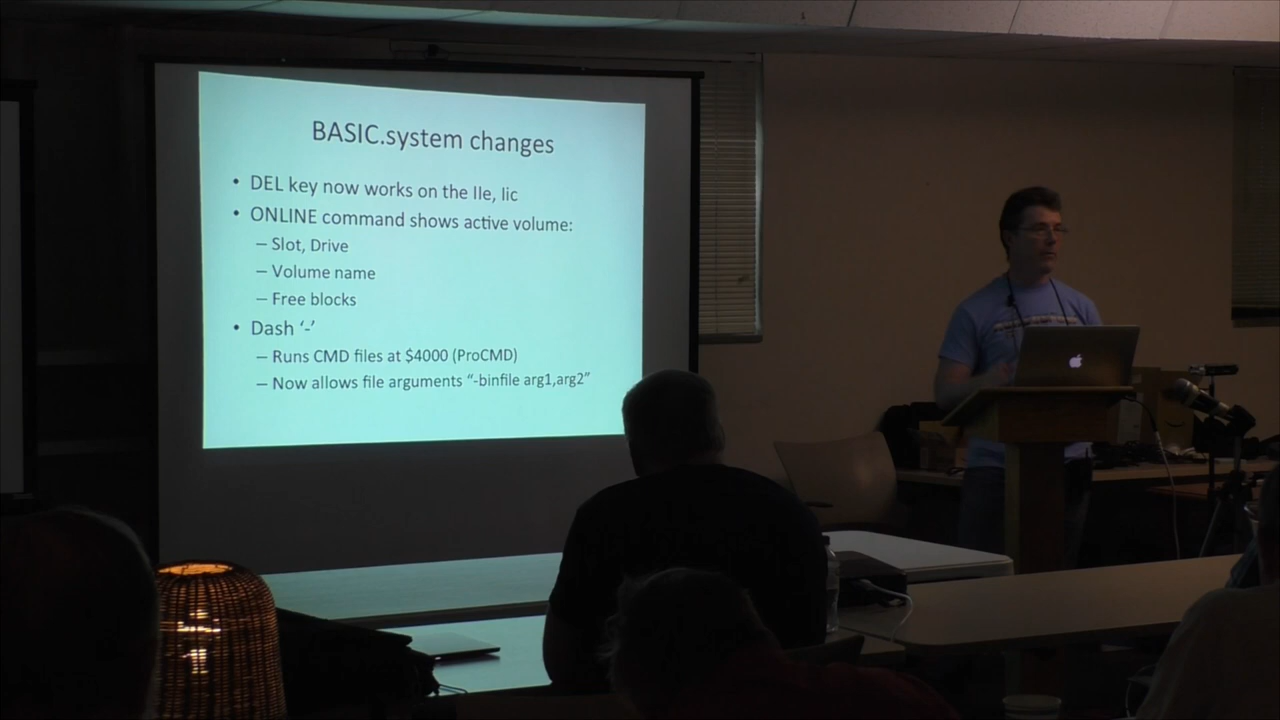 BASIC.system changes
• DEL key now works on the IIe, Iic
• ONLINE command shows active volume:
– Slot, Drive
– Volume name
– Free blocks
• Dash ‘-’
– Runs CMD files at $4000 (ProCMD)
– Now allows file arguments “-binfile arg1,arg2”